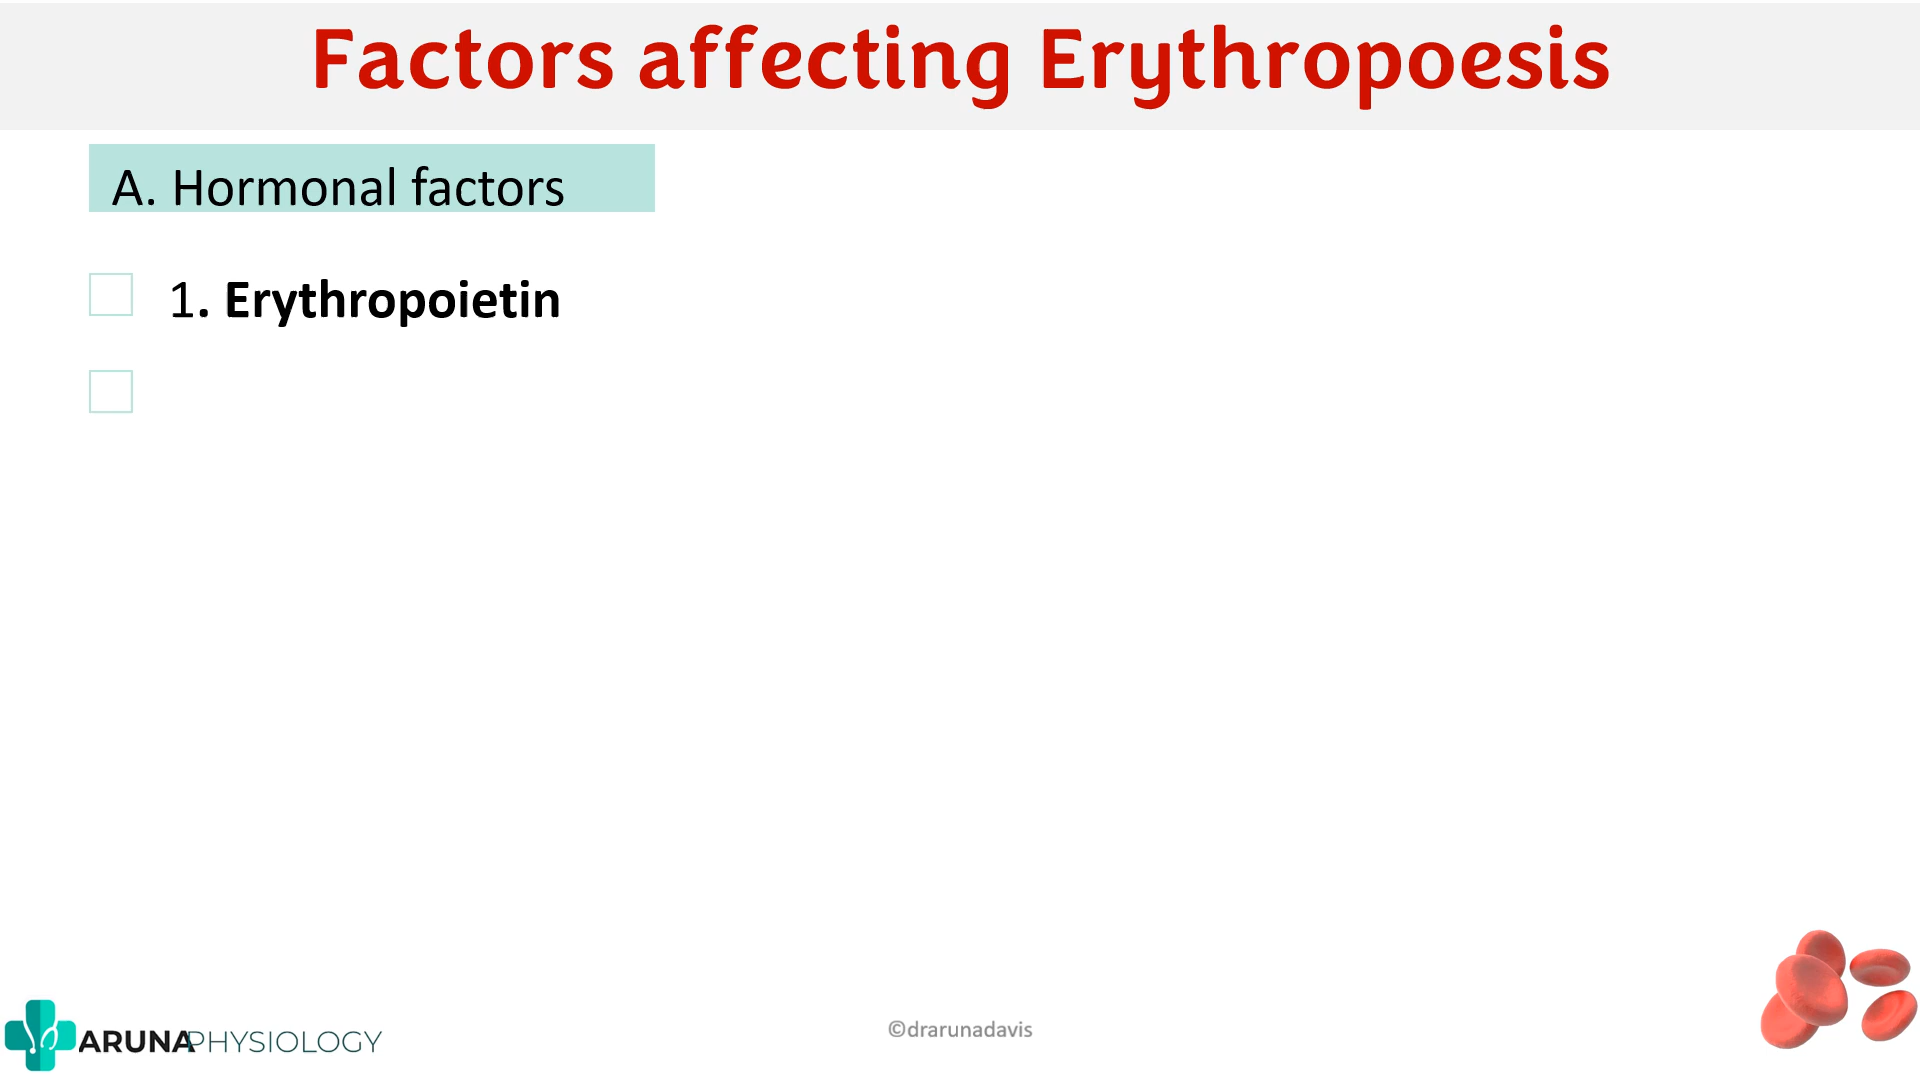 Factors affecting Erythropoesis
A. Hormonal factors
1. Erythropoietin
ARUNAPHYSIOLOGY
©drarunadavis